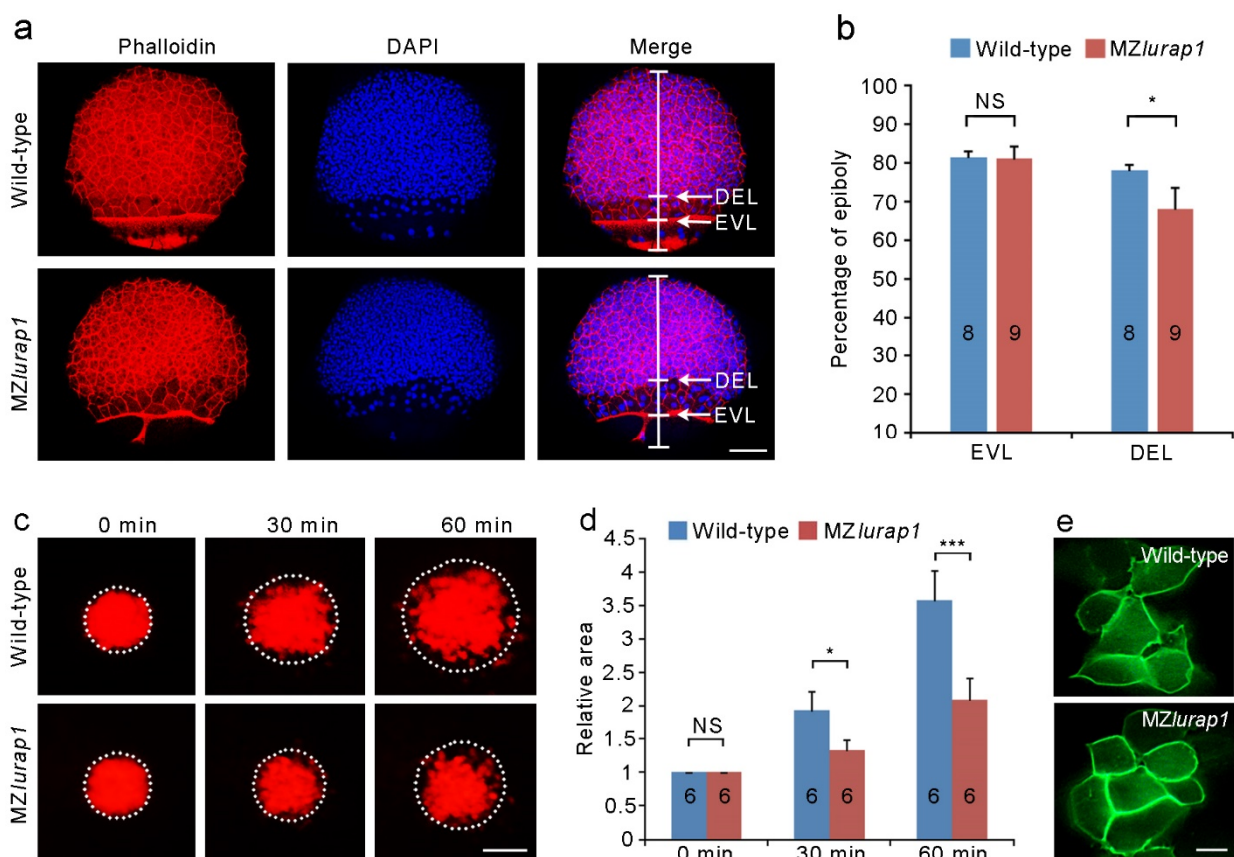 a
Phalloidin DAPI Merge
Wild-type
DEL
EVL
MZlurap1
DEL
EVL
b
Wild-type MZlurap1
Percentage of epiboly
100
90
80
70
60
50
40
30
20
10
NS
*
8 9 8 9
EVL DEL
c
0 min 30 min 60 min
Wild-type
MZlurap1
d
Wild-type MZlurap1
Relative area
4.5
4
3.5
3
2.5
2
1.5
1
0.5
0
NS
*
***
6 6 6 6 6 6
0 min 30 min 60 min
e
Wild-type
MZlurap1